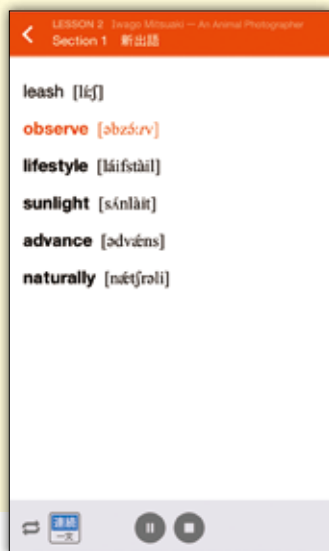 LESSON 2 Iwago Mitsuaki — An Animal Photographer
Section 1 新出語
leash [líːʃ]
observe [əbzə́ːrv]
lifestyle [láifstàil]
sunlight [sʌ́nlàit]
advance [ədvǽns]
naturally [nǽtʃrəli]
連続
一文